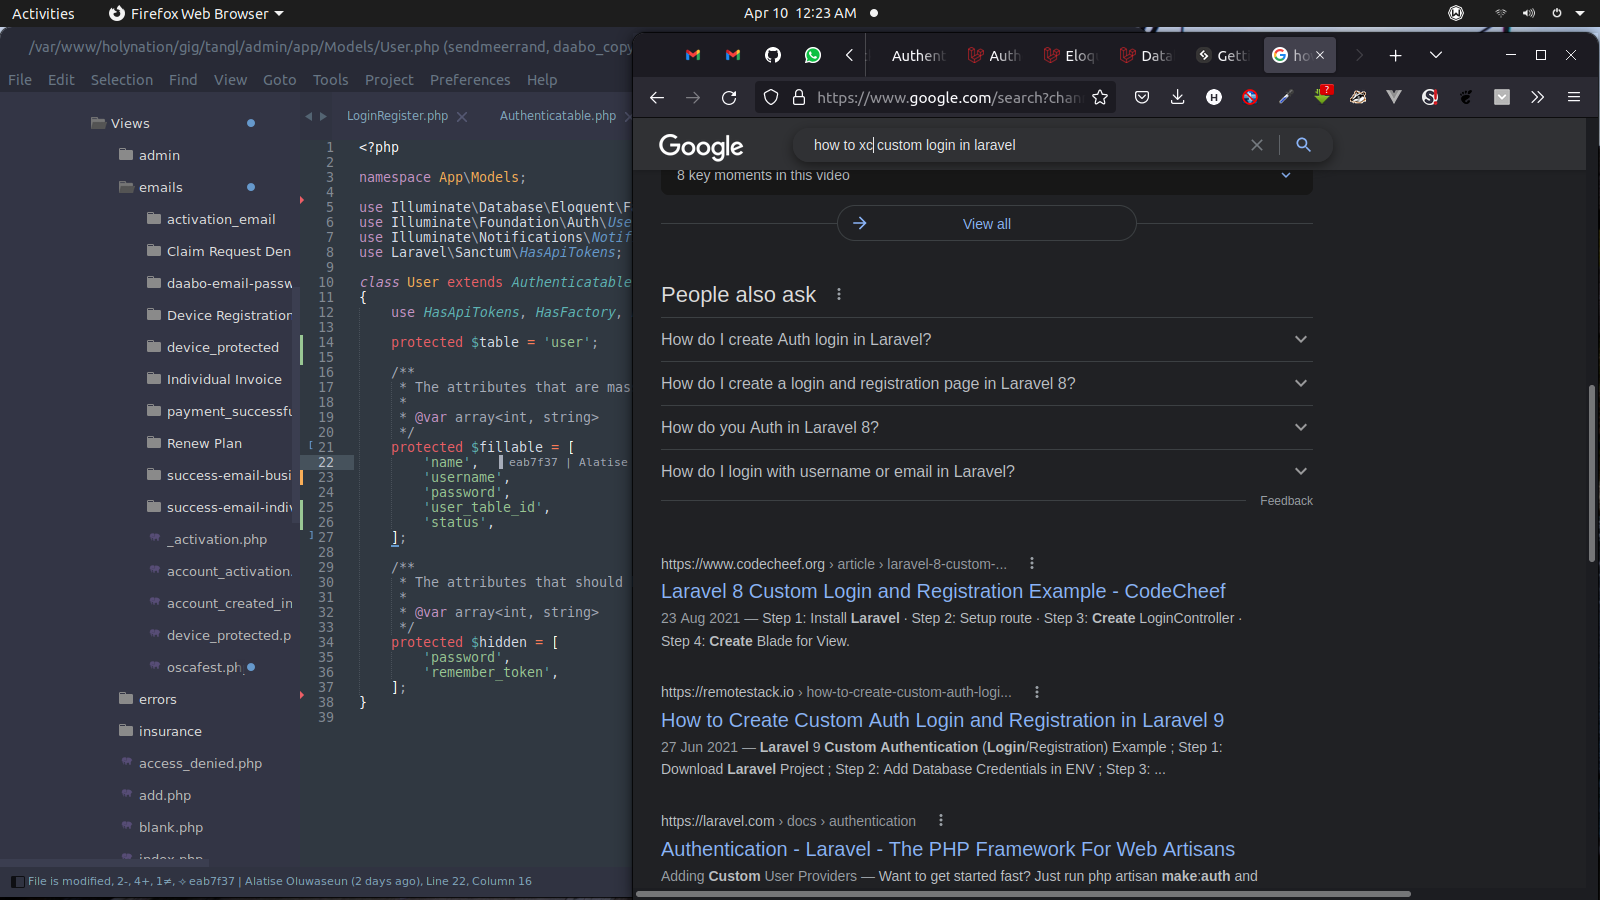 Activities
Firefox Web Browser
Apr 10 12:23 AM
/var/www/holynation/gig/tangl/admin/app/Models/User.php (sendmeerrand, daabo_copy
File Edit Selection Find View Goto Tools Project Preferences Help
Views
admin
emails
activation_email
Claim Request Den
daabo-email-passw
Device Registration
device_protected
Individual Invoice
payment_successfu
Renew Plan
success-email-busi
success-email-indiv
_activation.php
account_activation.
account_created_in
device_protected.p
oscafest.ph
errors
insurance
access_denied.php
add.php
blank.php
index.php
LoginRegister.php
Authenticatable.php
1 <?php
2
3 namespace App\Models;
4
5 use Illuminate\Database\Eloquent\F
6 use Illuminate\Foundation\Auth\Use
7 use Illuminate\Notifications\Notif
8 use Laravel\Sanctum\HasApiTokens;
9
10 class User extends Authenticatable
11 {
12 use HasApiTokens, HasFactory,
13
14 protected $table = 'user';
15
16 /**
17 * The attributes that are mas
18 *
19 * @var array<int, string>
20 */
21 protected $fillable = [
22 'name', eab7f37 | Alatise
23 'username',
24 'password',
25 'user_table_id',
26 'status',
27 ];
28
29 /**
30 * The attributes that should
31 *
32 * @var array<int, string>
33 */
34 protected $hidden = [
35 'password',
36 'remember_token',
37 ];
38 }
39
File is modified, 2-, 4+, 1≠, ✧ eab7f37 | Alatise Oluwaseun (2 days ago), Line 22, Column 16
Authent
Auth
Eloq
Data
Getti
ho
https://www.google.com/search?chan
H
?
Google
how to xc custom login in laravel
8 key moments in this video
View all
People also ask
How do I create Auth login in Laravel?
How do I create a login and registration page in Laravel 8?
How do you Auth in Laravel 8?
How do I login with username or email in Laravel?
Feedback
https://www.codecheef.org › article › laravel-8-custom-...
Laravel 8 Custom Login and Registration Example - CodeCheef
23 Aug 2021 — Step 1: Install Laravel · Step 2: Setup route · Step 3: Create LoginController ·
Step 4: Create Blade for View.
https://remotestack.io › how-to-create-custom-auth-logi...
How to Create Custom Auth Login and Registration in Laravel 9
27 Jun 2021 — Laravel 9 Custom Authentication (Login/Registration) Example ; Step 1:
Download Laravel Project ; Step 2: Add Database Credentials in ENV ; Step 3: ...
https://laravel.com › docs › authentication
Authentication - Laravel - The PHP Framework For Web Artisans
Adding Custom User Providers — Want to get started fast? Just run php artisan make:auth and